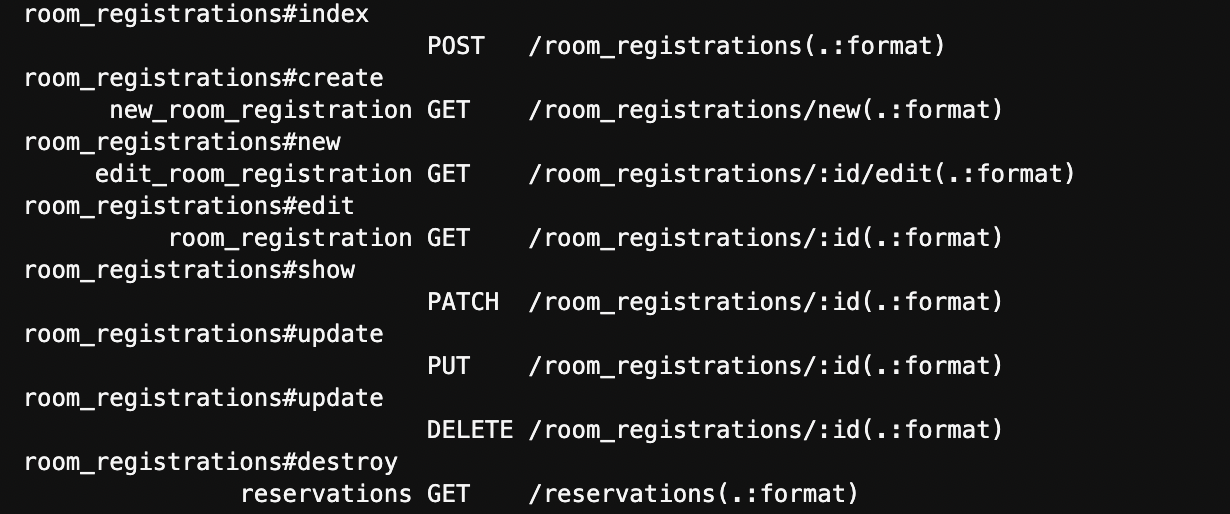 room_registrations#index
POST /room_registrations(.:format)
room_registrations#create
new_room_registration GET /room_registrations/new(.:format)
room_registrations#new
edit_room_registration GET /room_registrations/:id/edit(.:format)
room_registrations#edit
room_registration GET /room_registrations/:id(.:format)
room_registrations#show
PATCH /room_registrations/:id(.:format)
room_registrations#update
PUT /room_registrations/:id(.:format)
room_registrations#update
DELETE /room_registrations/:id(.:format)
room_registrations#destroy
reservations GET /reservations(.:format)